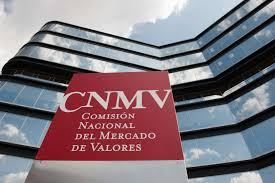 CNMV
COMISIÓN
NACIONAL
DEL MERCADO
DE VALORES